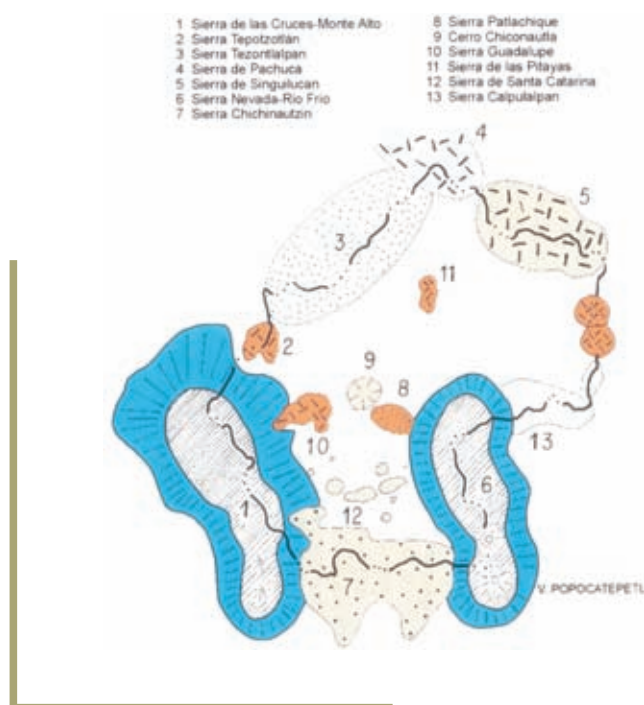 1 Sierra de las Cruces-Monte Alto
2 Sierra Tepotzotlán
3 Sierra Tezontlalpan
4 Sierra de Pachuca
5 Sierra de Singuilucan
6 Sierra Nevada-Rio Frio
7 Sierra Chichinautzin
8 Sierra Patlachique
9 Cerro Chiconautla
10 Sierra Guadalupe
11 Sierra de las Pitayas
12 Sierra de Santa Catarina
13 Sierra Calpulalpan
4
5
3
11
2
9
8
10
13
6
1
12
7
V. POPOCATEPETL